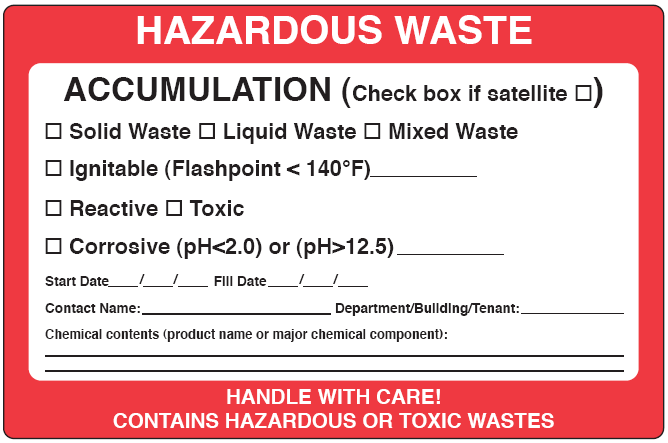 HAZARDOUS WASTE
ACCUMULATION (Check box if satellite ☐)
☐ Solid Waste ☐ Liquid Waste ☐ Mixed Waste
☐ Ignitable (Flashpoint < 140°F)_________
☐ Reactive ☐ Toxic
☐ Corrosive (pH<2.0) or (pH>12.5)_________
Start Date____/____/____ Fill Date____/____/____
Contact Name:____________________ Department/Building/Tenant:____________
Chemical contents (product name or major chemical component):
HANDLE WITH CARE!
CONTAINS HAZARDOUS OR TOXIC WASTES